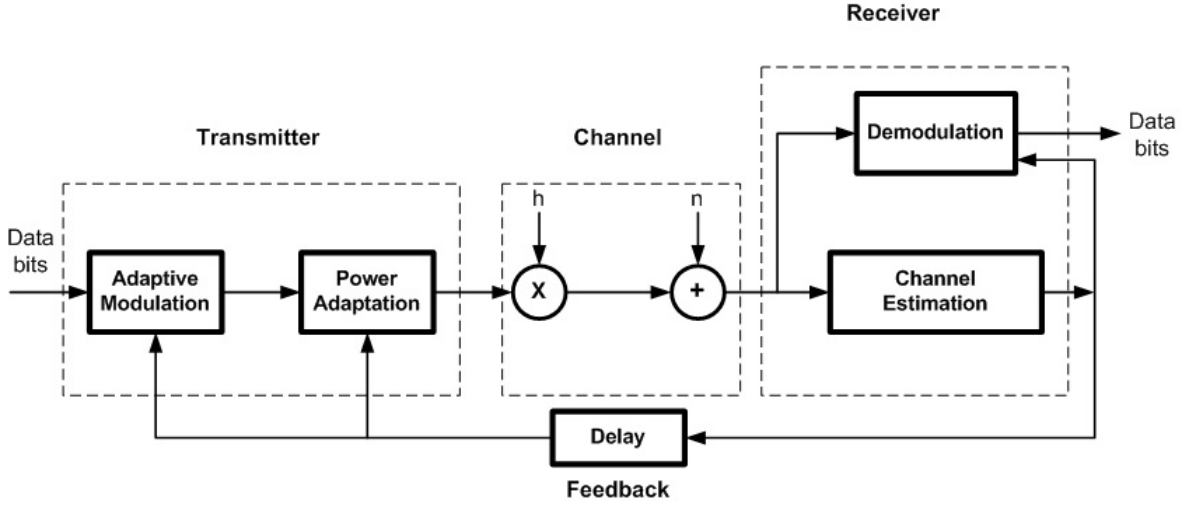 Receiver
Transmitter
Channel
Demodulation
Data
bits
h
n
Data
bits
Adaptive
Modulation
Power
Adaptation
X
+
Channel
Estimation
Delay
Feedback